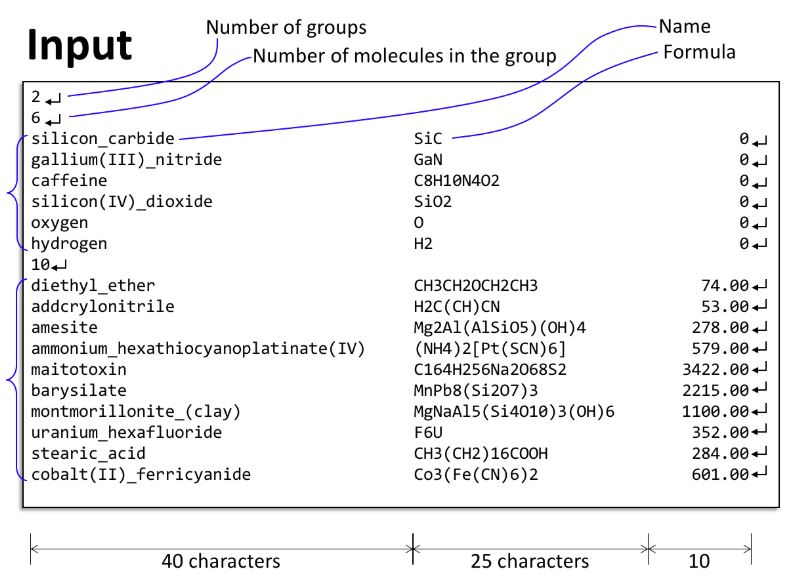 Input
Number of groups
Number of molecules in the group
Name
Formula
2↵
6↵
silicon_carbide SiC 0↵
gallium(III)_nitride GaN 0↵
caffeine C8H10N4O2 0↵
silicon(IV)_dioxide SiO2 0↵
oxygen O 0↵
hydrogen H2 0↵
10↵
diethyl_ether CH3CH2OCH2CH3 74.00↵
addcrylonitrile H2C(CH)CN 53.00↵
amesite Mg2Al(AlSiO5)(OH)4 278.00↵
ammonium_hexathiocyanoplatinate(IV) (NH4)2[Pt(SCN)6] 579.00↵
maitotoxin C164H256Na2O68S2 3422.00↵
barysilate MnPb8(Si2O7)3 2215.00↵
montmorillonite_(clay) MgNaAl5(Si4O10)3(OH)6 1100.00↵
uranium_hexafluoride F6U 352.00↵
stearic_acid CH3(CH2)16COOH 284.00↵
cobalt(II)_ferricyanide Co3(Fe(CN)6)2 601.00↵
40 characters 25 characters 10